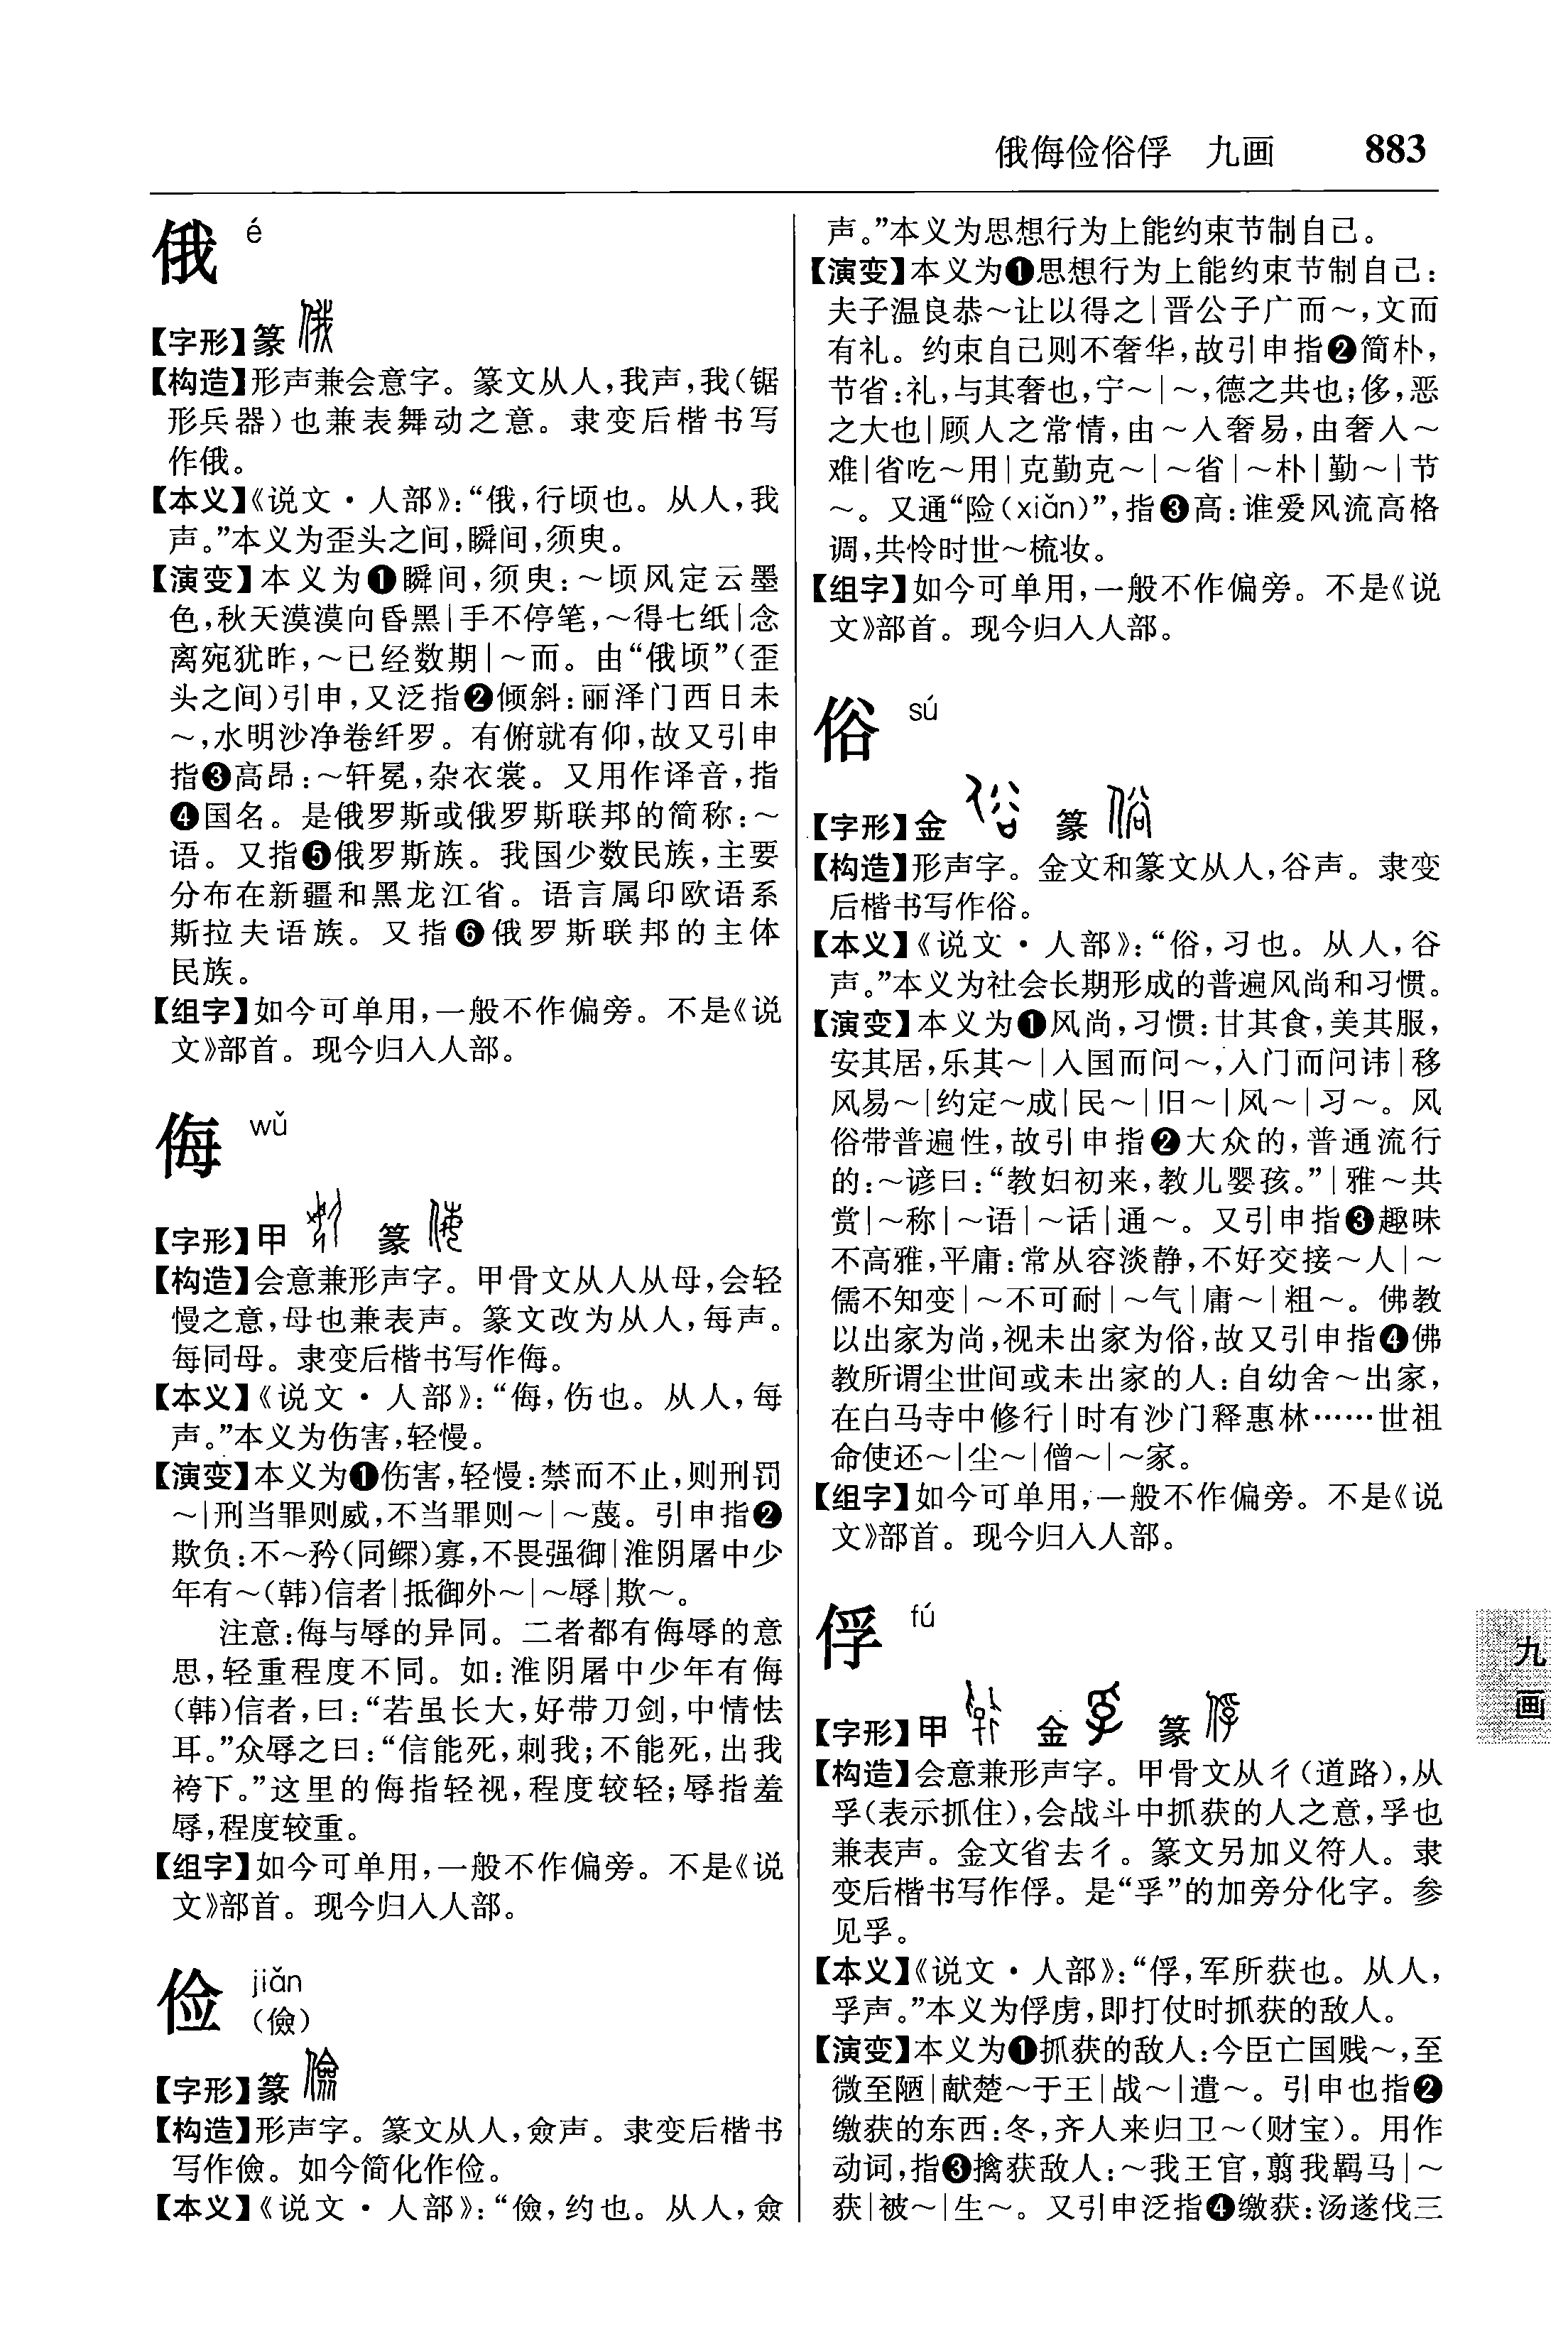 俄侮俭俗俘 九画 883
俄 é
【字形】篆
【构造】形声兼会意字。篆文从人，我声，我（锯
形兵器）也兼表舞动之意。隶变后楷书写
作俄。
【本义】《说文·人部》：“俄，行顷也。从人，我
声。”本义为歪头之间，瞬间，须臾。
【演变】本义为❶瞬间，须臾：～顷风定云墨
色，秋天漠漠向昏黑|手不停笔，～得七纸|念
离宛犹昨，～已经数期|～而。由“俄顷”（歪
头之间）引申，又泛指❷倾斜：丽泽门西日未
～，水明沙净卷纤罗。有俯就有仰，故又引申
指❸高昂：～轩冕，杂衣裳。又用作译音，指
❹国名。是俄罗斯或俄罗斯联邦的简称：～
语。又指❺俄罗斯族。我国少数民族，主要
分布在新疆和黑龙江省。语言属印欧语系
斯拉夫语族。又指❻俄罗斯联邦的主体
民族。
【组字】如今可单用，一般不作偏旁。不是《说
文》部首。现今归入人部。
侮 wǔ
【字形】甲 篆
【构造】会意兼形声字。甲骨文从人从母，会轻
慢之意，母也兼表声。篆文改为从人，每声。
每同母。隶变后楷书写作侮。
【本义】《说文·人部》：“侮，伤也。从人，每
声。”本义为伤害，轻慢。
【演变】本义为❶伤害，轻慢：禁而不止，则刑罚
～|刑当罪则威，不当罪则～|～蔑。引申指❷
欺负：不～矜（同鳏）寡，不畏强御|淮阴屠中少
年有～（韩）信者|抵御外～|～辱|欺～。
注意：侮与辱的异同。二者都有侮辱的意
思，轻重程度不同。如：淮阴屠中少年有侮
（韩）信者，曰：“若虽长大，好带刀剑，中情怯
耳。”众辱之曰：“信能死，刺我；不能死，出我
袴下。”这里的侮指轻视，程度较轻；辱指羞
辱，程度较重。
【组字】如今可单用，一般不作偏旁。不是《说
文》部首。现今归入人部。
俭 jiǎn
（儉）
【字形】篆
【构造】形声字。篆文从人，僉声。隶变后楷书
写作儉。如今简化作俭。
【本义】《说文·人部》：“儉，约也。从人，僉
声。”本义为思想行为上能约束节制自己。
【演变】本义为❶思想行为上能约束节制自己：
夫子温良恭～让以得之|晋公子广而～，文而
有礼。约束自己则不奢华，故引申指❷简朴，
节省：礼，与其奢也，宁～|～，德之共也；侈，恶
之大也|顾人之常情，由～入奢易，由奢入～
难|省吃～用|克勤克～|～省|～朴|勤～|节
～。又通“险（xiǎn）”，指❸高：谁爱风流高格
调，共怜时世～梳妆。
【组字】如今可单用，一般不作偏旁。不是《说
文》部首。现今归入人部。
俗 sú
【字形】金 篆
【构造】形声字。金文和篆文从人，谷声。隶变
后楷书写作俗。
【本义】《说文·人部》：“俗，习也。从人，谷
声。”本义为社会长期形成的普遍风尚和习惯。
【演变】本义为❶风尚，习惯：甘其食，美其服，
安其居，乐其～|入国而问～，入门而问讳|移
风易～|约定～成|民～|旧～|风～|习～。风
俗带普遍性，故引申指❷大众的，普通流行
的：～谚曰：“教妇初来，教儿婴孩。”|雅～共
赏|～称|～语|～话|通～。又引申指❸趣味
不高雅，平庸：常从容淡静，不好交接～人|～
儒不知变|～不可耐|～气|庸～|粗～。佛教
以出家为尚，视未出家为俗，故又引申指❹佛
教所谓尘世间或未出家的人：自幼舍～出家，
在白马寺中修行|时有沙门释惠林……世祖
命使还～|尘～|僧～|～家。
【组字】如今可单用，一般不作偏旁。不是《说
文》部首。现今归入人部。
俘 fú
【字形】甲 金 篆
【构造】会意兼形声字。甲骨文从彳（道路），从
孚（表示抓住），会战斗中抓获的人之意，孚也
兼表声。金文省去彳。篆文另加义符人。隶
变后楷书写作俘。是“孚”的加旁分化字。参
见孚。
【本义】《说文·人部》：“俘，军所获也。从人，
孚声。”本义为俘虏，即打仗时抓获的敌人。
【演变】本义为❶抓获的敌人：今臣亡国贱～，至
微至陋|献楚～于王|战～|遣～。引申也指❷
缴获的东西：冬，齐人来归卫～（财宝）。用作
动词，指❸擒获敌人：～我王官，翦我羁马|～
获|被～|生～。又引申泛指❹缴获：汤遂伐三
九
画